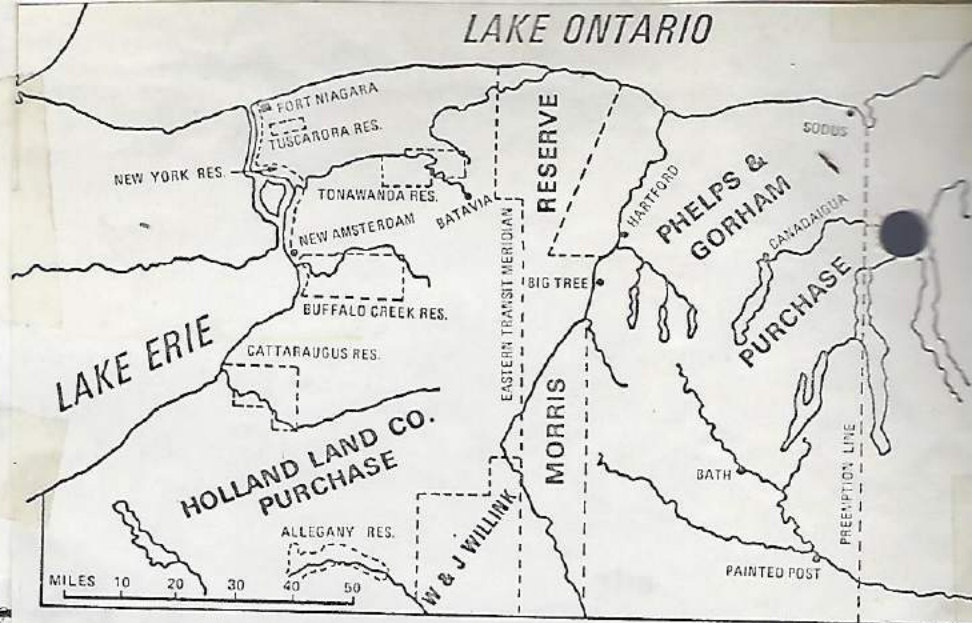 LAKE ONTARIO
FORT NIAGARA
TUSCARORA RES.
NEW YORK RES.
TONAWANDA RES.
BATAVIA
NEW AMSTERDAM
BUFFALO CREEK RES.
LAKE ERIE
CATTARAUGUS RES.
HOLLAND LAND CO.
PURCHASE
ALLEGANY RES.
W & J WILLINK
EASTERN TRANSIT MERIDIAN
MORRIS
RESERVE
HARTFORD
BIG TREE
PHELPS &
GORHAM
PURCHASE
SODUS
CANADAIGUA
BATH
PAINTED POST
PREEMPTION LINE
MILES 10 20 30 40 50